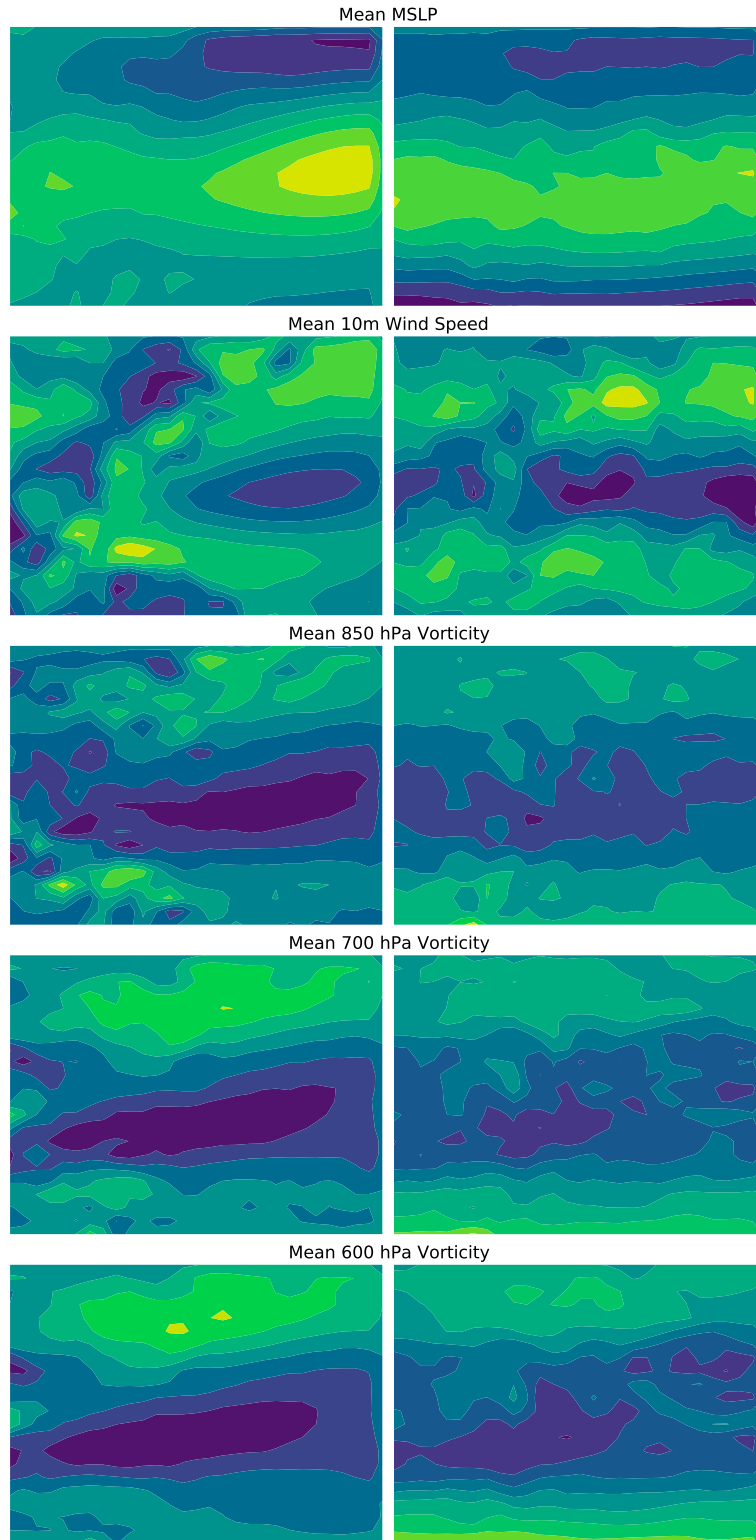 Mean MSLP
Mean 10m Wind Speed
Mean 850 hPa Vorticity
Mean 700 hPa Vorticity
Mean 600 hPa Vorticity